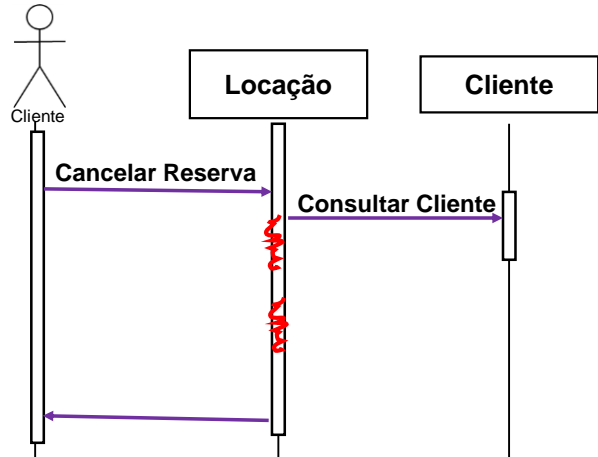 Cliente
Locação
Cliente
Cancelar Reserva
Consultar Cliente